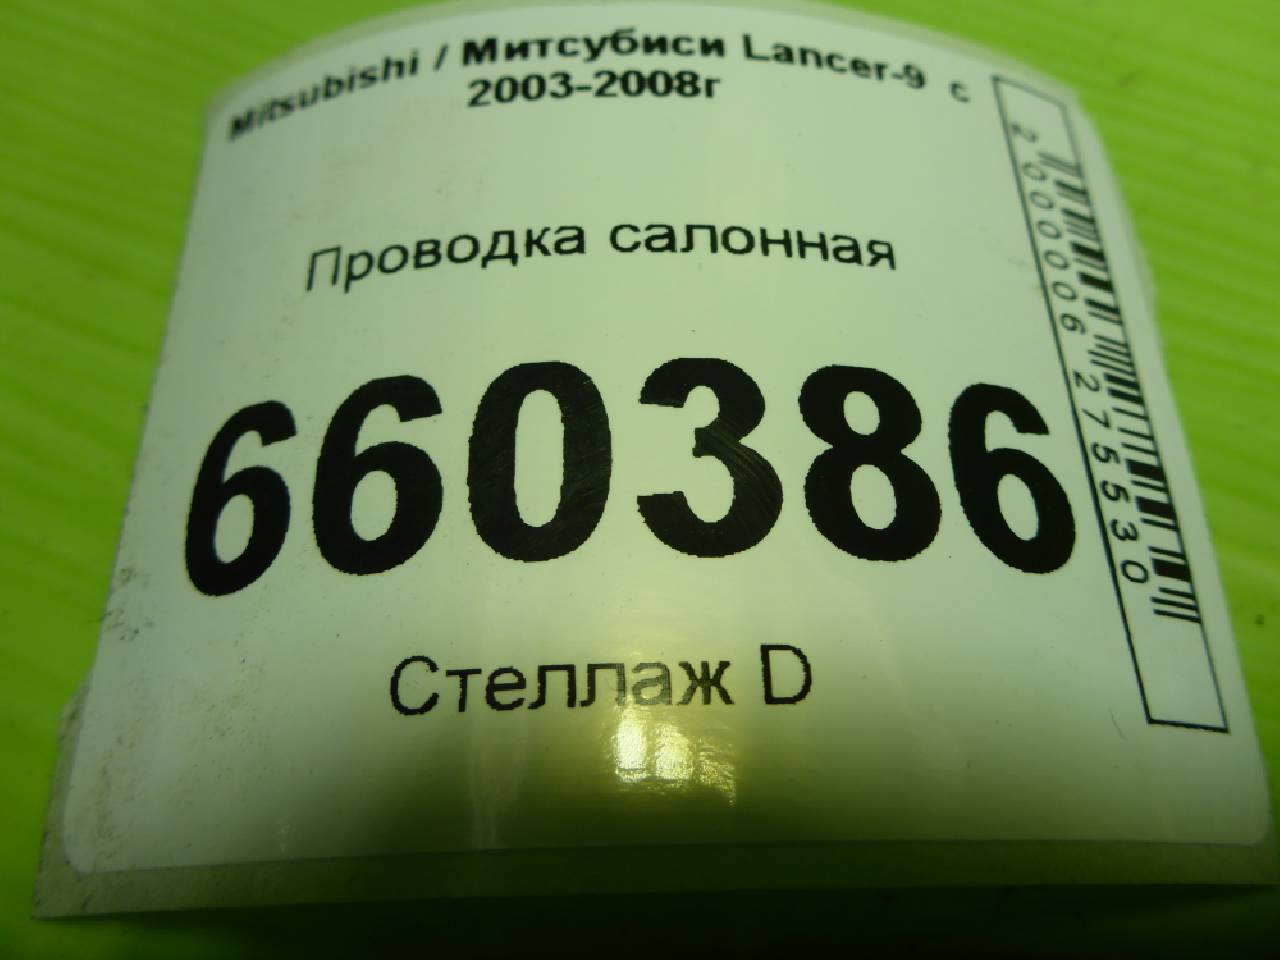 Mitsubishi / Митсубиси Lancer-9 с
2003-2008г
Проводка салонная
660386
Стеллаж D
2000006275530